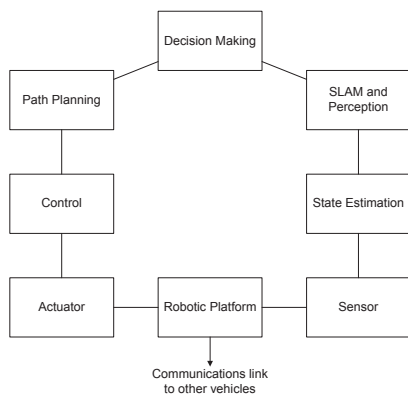 Decision Making
Path Planning
SLAM and
Perception
Control
State Estimation
Actuator
Robotic Platform
Sensor
Communications link
to other vehicles